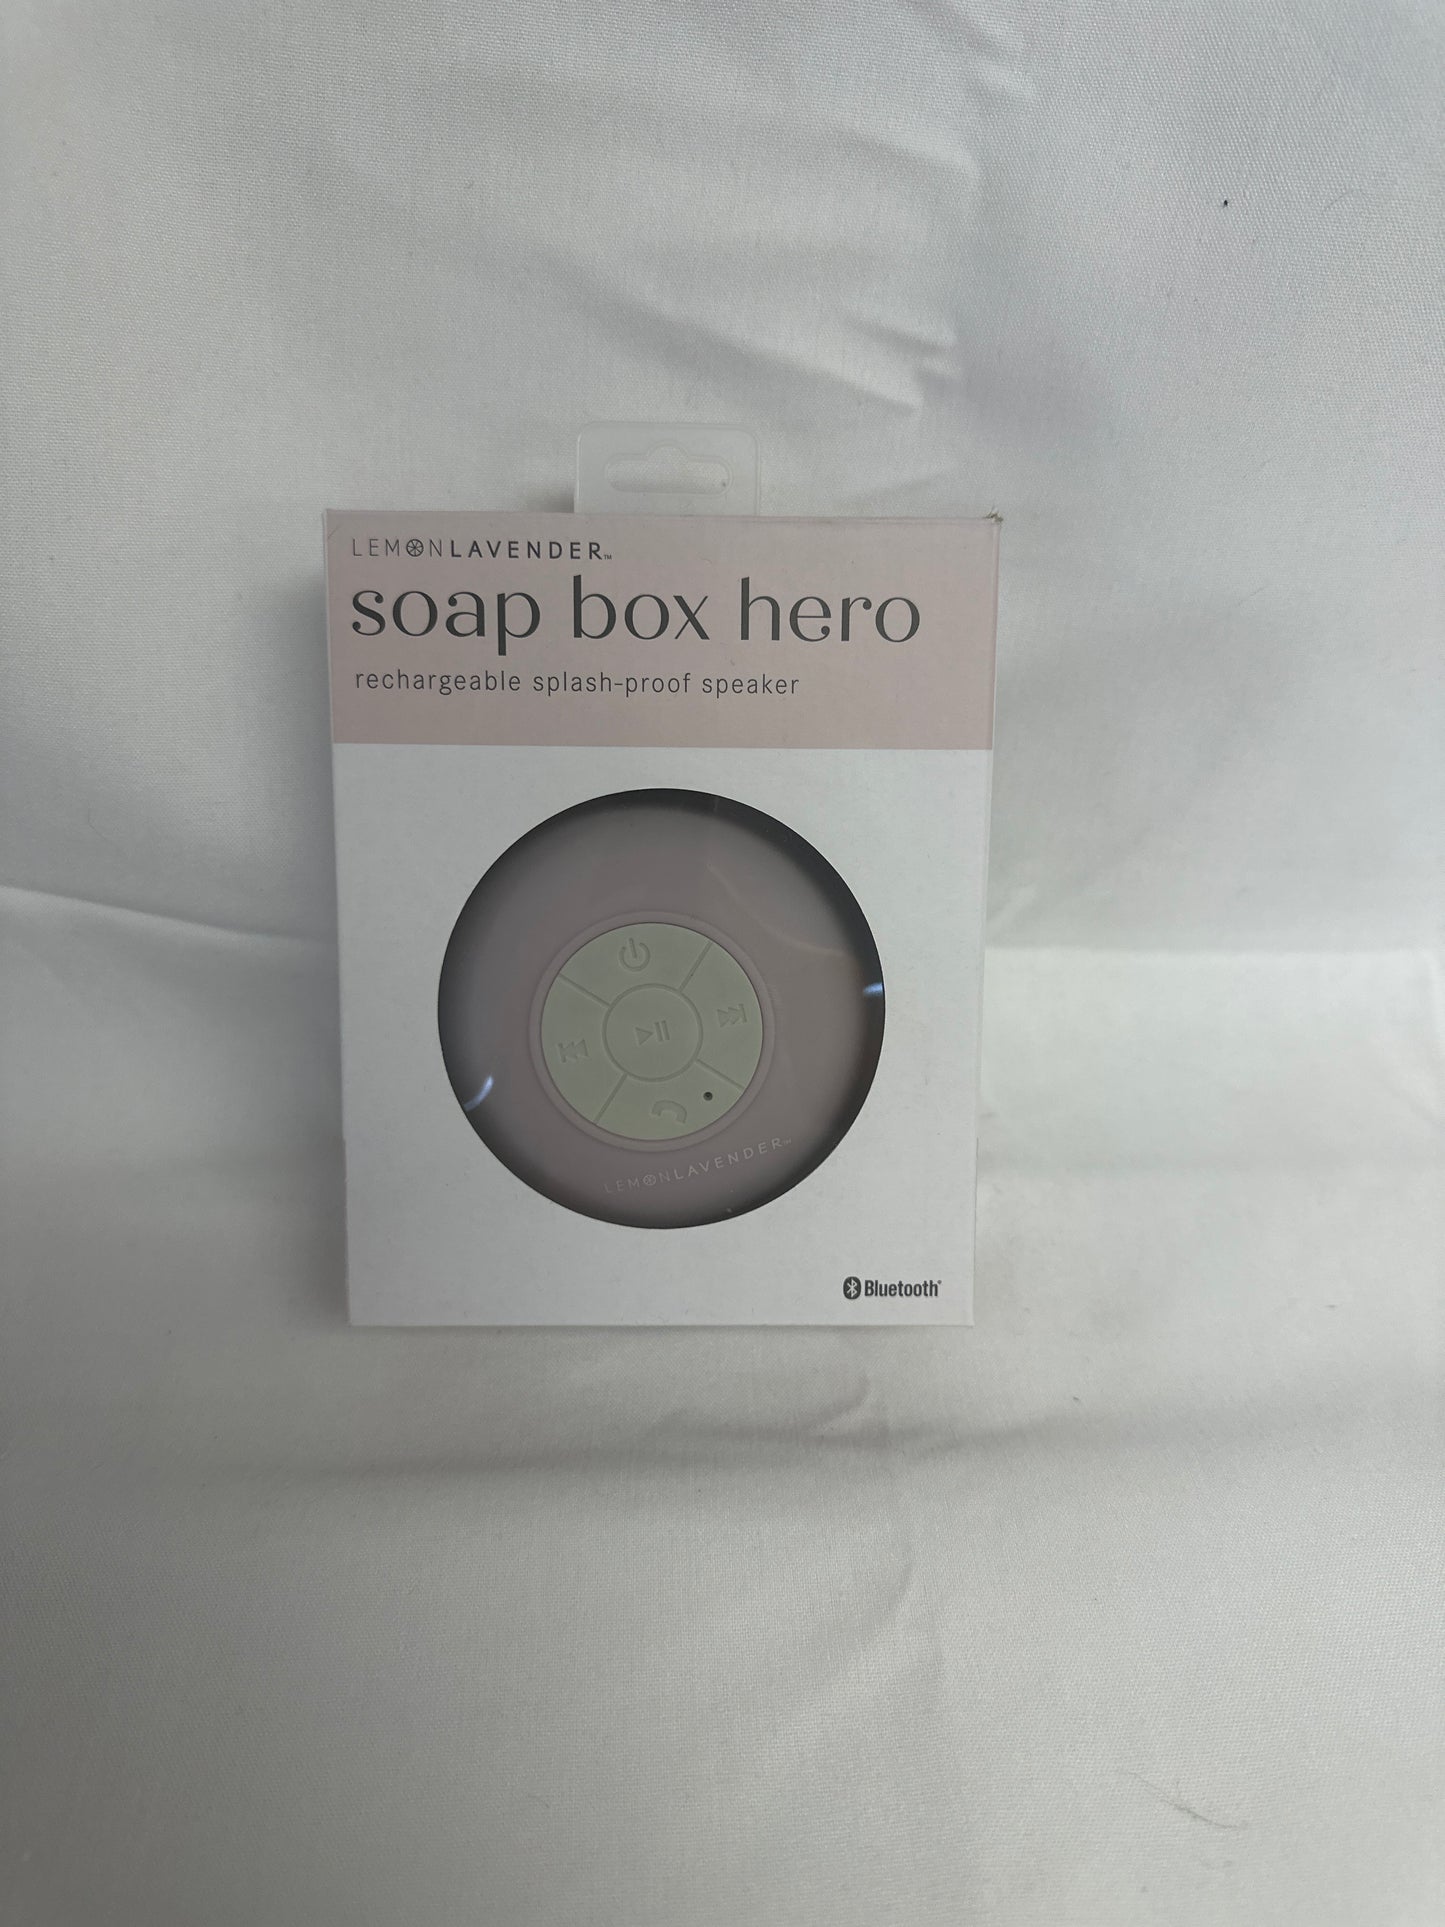 LEMONLAVENDER™
soap box hero
rechargeable splash-proof speaker
LEMONLAVENDER™
Bluetooth®